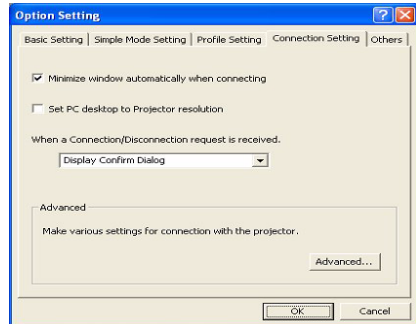 Option Setting
Basic Setting | Simple Mode Setting | Profile Setting | Connection Setting | Others
Minimize window automatically when connecting
Set PC desktop to Projector resolution
When a Connection/Disconnection request is received.
Display Confirm Dialog
Advanced
Make various settings for connection with the projector.
Advanced...
OK Cancel